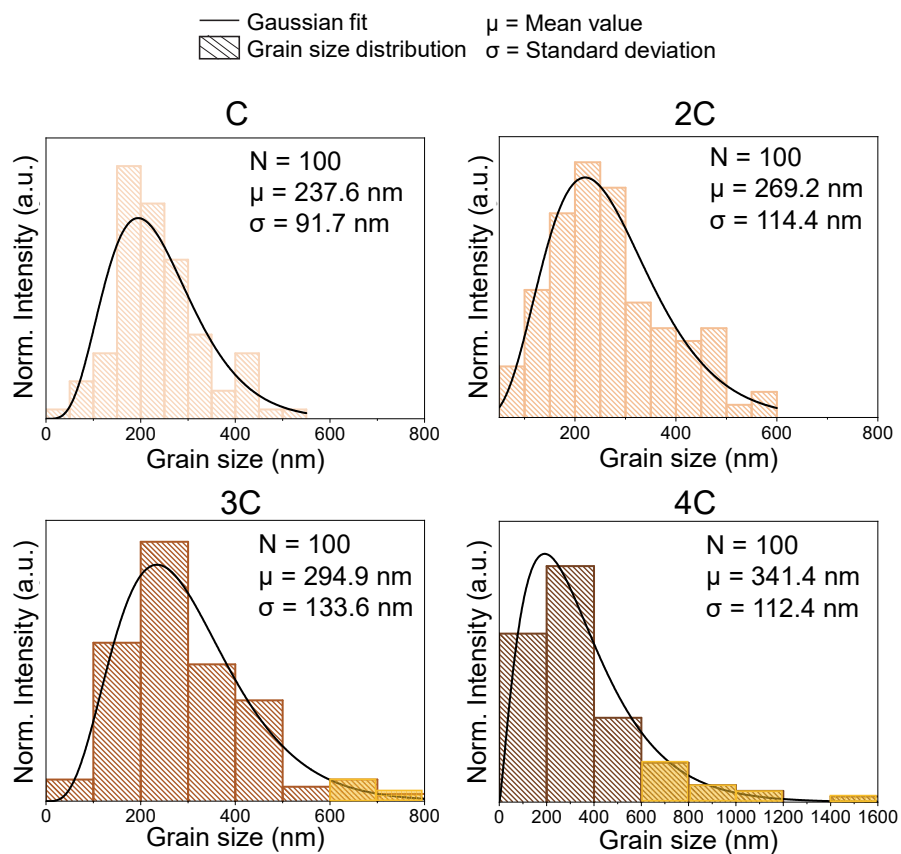 Gaussian fit μ = Mean value
Grain size distribution σ = Standard deviation
C
N = 100
μ = 237.6 nm
σ = 91.7 nm
Norm. Intensity (a.u.)
0 200 400 600 800
Grain size (nm)
2C
N = 100
μ = 269.2 nm
σ = 114.4 nm
Norm. Intensity (a.u.)
200 400 600 800
Grain size (nm)
3C
N = 100
μ = 294.9 nm
σ = 133.6 nm
Norm. Intensity (a.u.)
0 200 400 600 800
Grain size (nm)
4C
N = 100
μ = 341.4 nm
σ = 112.4 nm
Norm. Intensity (a.u.)
0 200 400 600 800 1000 1200 1400 1600
Grain size (nm)